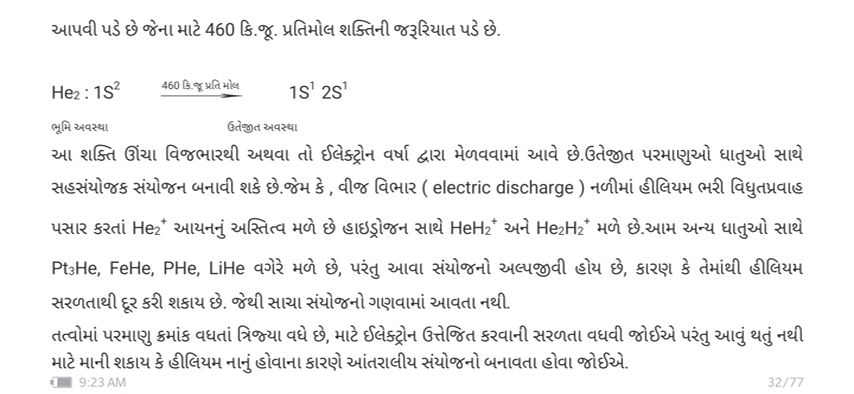 આપવી પડે છે જેના માટે 460 કિ.જૂ. પ્રતિમોલ શક્તિની જરૂરિયાત પડે છે.
He₂ : 1S² 460 કિ.જૂ પ્રતિ મોલ 1S¹ 2S¹
ભૂમિ અવસ્થા ઉતેજીત અવસ્થા
આ શક્તિ ઊંચા વિજભારથી અથવા તો ઈલેક્ટ્રોન વર્ષા દ્વારા મેળવવામાં આવે છે.ઉતેજીત પરમાણુઓ ધાતુઓ સાથે
સહસંયોજક સંયોજન બનાવી શકે છે.જેમ કે , વીજ વિભાર ( electric discharge ) નળીમાં હીલિયમ ભરી વિધુતપ્રવાહ
પસાર કરતાં He₂⁺ આયનનું અસ્તિત્વ મળે છે હાઇડ્રોજન સાથે HeH₂⁺ અને He₂H₂⁺ મળે છે.આમ અન્ય ધાતુઓ સાથે
Pt₃He, FeHe, PHe, LiHe વગેરે મળે છે, પરંતુ આવા સંયોજનો અલ્પજીવી હોય છે, કારણ કે તેમાંથી હીલિયમ
સરળતાથી દૂર કરી શકાય છે. જેથી સાચા સંયોજનો ગણવામાં આવતા નથી.
તત્વોમાં પરમાણુ ક્રમાંક વધતાં ત્રિજ્યા વધે છે, માટે ઈલેક્ટ્રોન ઉત્તેજિત કરવાની સરળતા વધવી જોઈએ પરંતુ આવું થતું નથી
માટે માની શકાય કે હીલિયમ નાનું હોવાના કારણે આંતરાલીય સંયોજનો બનાવતા હોવા જોઈએ.
9:23 AM 32/77